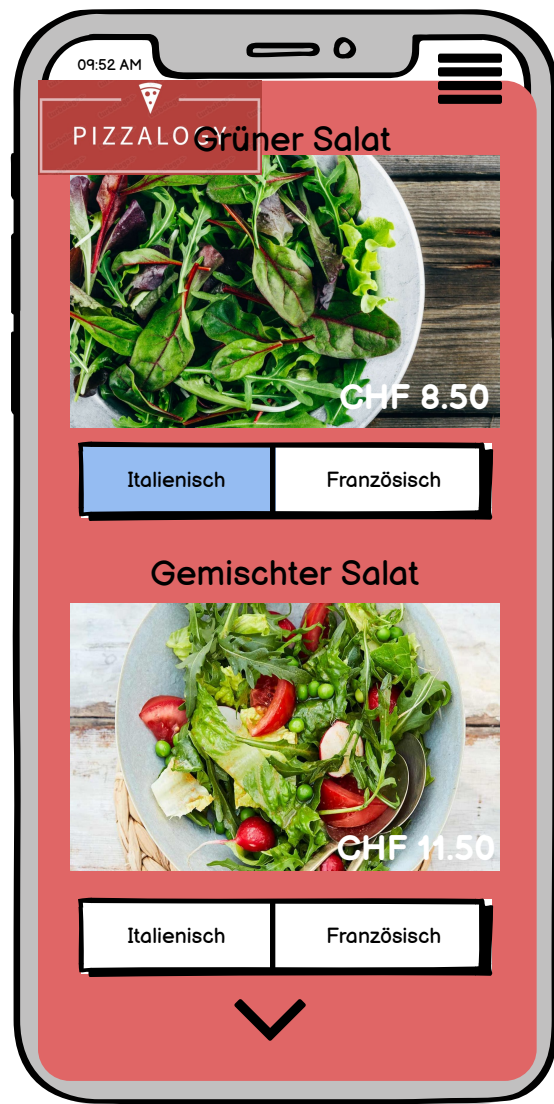 09:52 AM
PIZZALOGY
Grüner Salat
CHF 8.50
Italienisch Französisch
Gemischter Salat
CHF 11.50
Italienisch Französisch